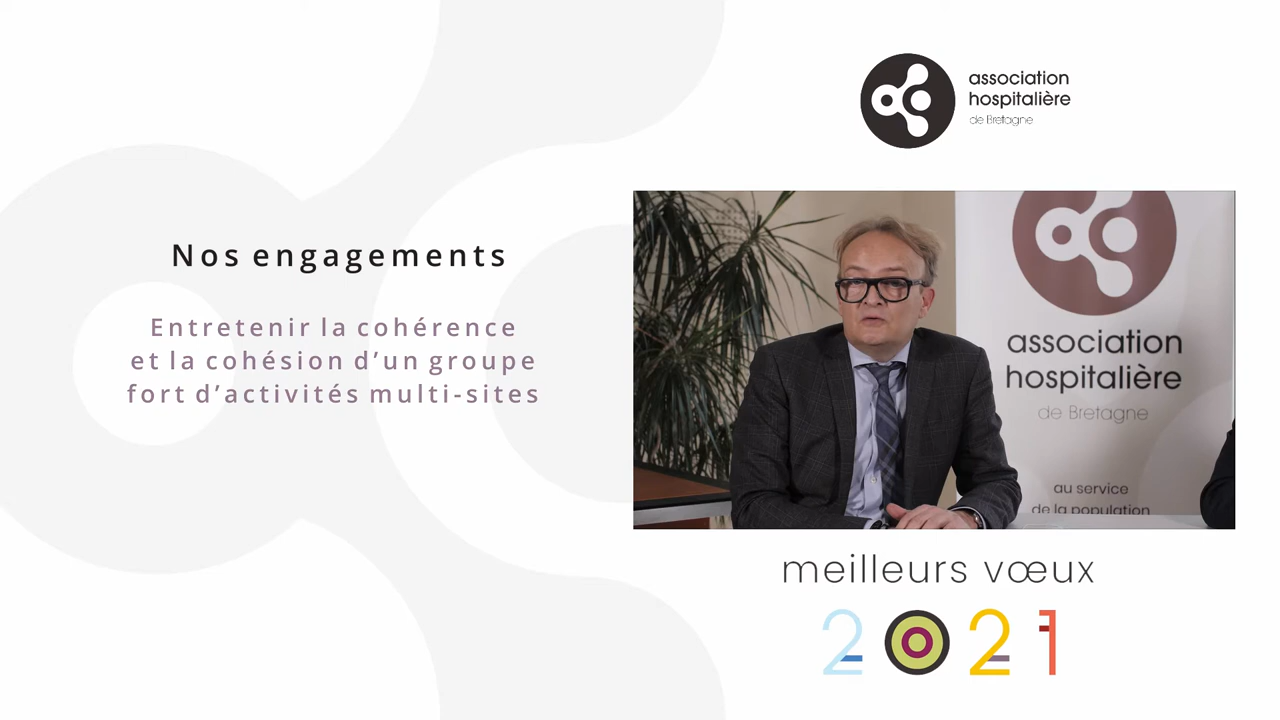 association
hospitalière
de Bretagne
Nos engagements
Entretenir la cohérence
et la cohésion d’un groupe
fort d’activités multi-sites
association
hospitalière
de Bretagne
au service
de la population
meilleurs vœux
2021